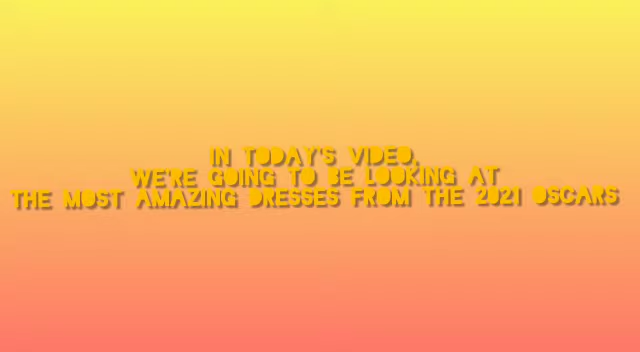 IN TODAY'S VIDEO,
WE'RE GOING TO BE LOOKING AT
THE MOST AMAZING DRESSES FROM THE 2021 OSCARS